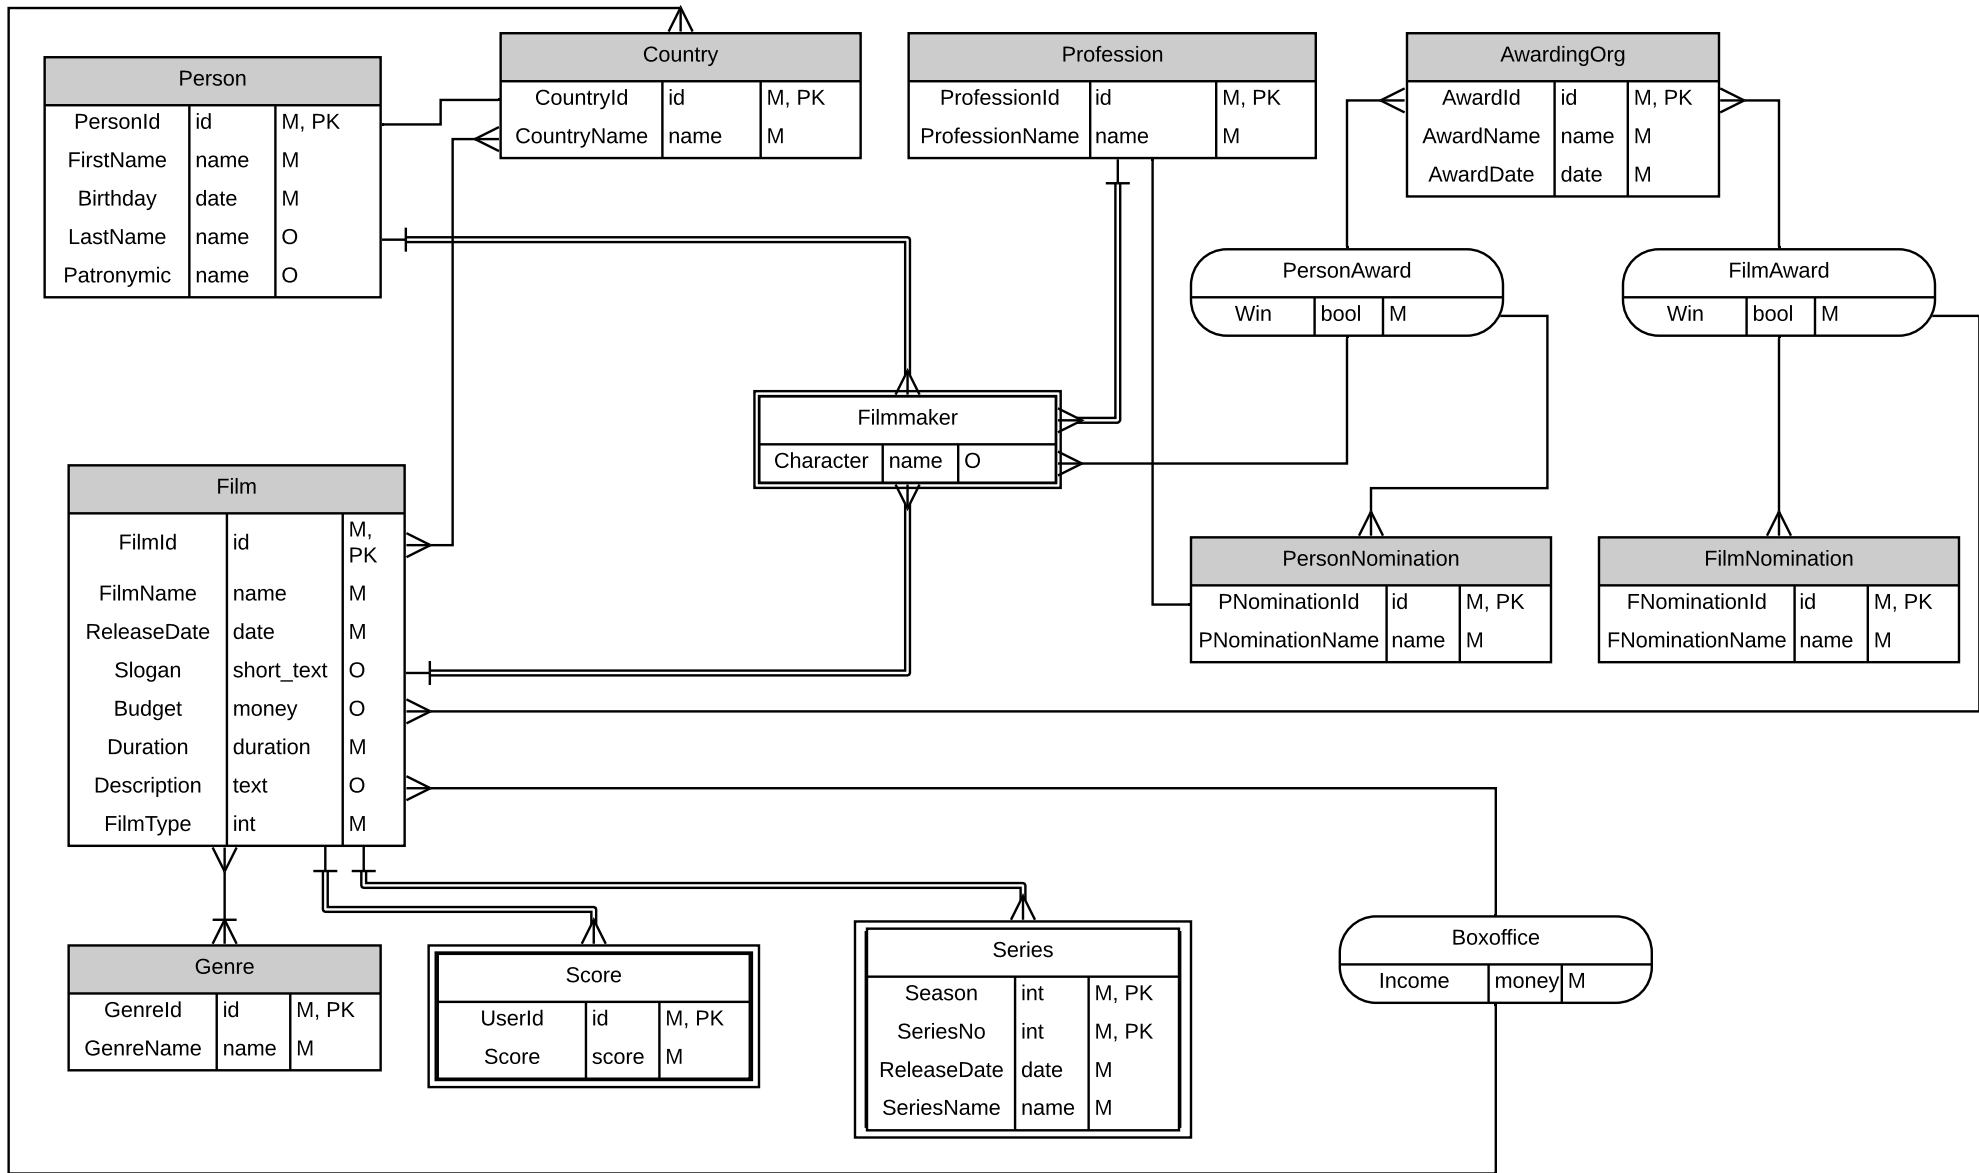 Person
PersonId id M, PK
FirstName name M
Birthday date M
LastName name O
Patronymic name O
Country
CountryId id M, PK
CountryName name M
Profession
ProfessionId id M, PK
ProfessionName name M
AwardingOrg
AwardId id M, PK
AwardName name M
AwardDate date M
PersonAward
Win bool M
FilmAward
Win bool M
Filmmaker
Character name O
Film
FilmId id M,
PK
FilmName name M
ReleaseDate date M
Slogan short_text O
Budget money O
Duration duration M
Description text O
FilmType int M
PersonNomination
PNominationId id M, PK
PNominationName name M
FilmNomination
FNominationId id M, PK
FNominationName name M
Genre
GenreId id M, PK
GenreName name M
Score
UserId id M, PK
Score score M
Series
Season int M, PK
SeriesNo int M, PK
ReleaseDate date M
SeriesName name M
Boxoffice
Income money M